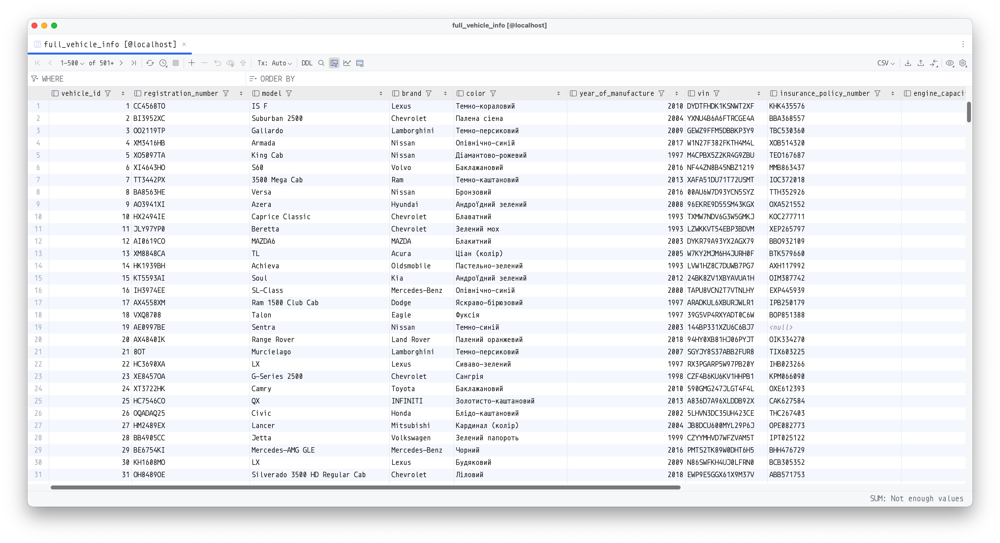 full_vehicle_info [@localhost]
full_vehicle_info [@localhost]
1-500 of 501+ Tx: Auto DDL CSV
WHERE ORDER BY
vehicle_id registration_number model brand color year_of_manufacture vin insurance_policy_number
1 1 CC4568TO IS F Lexus Темно-кораловий 2010 DYDTFHDK1KSNWT2XF KHK435576
2 2 BI3952XC Suburban 2500 Chevrolet Палена сіена 2004 YXNU4B6A6FTRCGE4A BBA368557
3 3 OO2119TP Gallardo Lamborghini Темно-персиковий 2009 GEWZ9FFM5DBBKP3Y9 TBC530360
4 4 XM3416HB Armada Nissan Опівнічно-синій 2017 W1N27F382FKTH4M4L XOB514320
5 5 XO5097TA King Cab Nissan Діамантово-рожевий 1997 M4CPBX5Z2KR4G9ZBU TEO167687
6 6 XI4643HO S60 Volvo Баклажановий 2016 NF44ZN8B45NBZ1219 MMB863437
7 7 TT3442PX 3500 Mega Cab Ram Темно-каштановий 2013 XAFA51DU71T72USMT IOC372018
8 8 BA8563HE Versa Nissan Бронзовий 2016 00AU6W7D93YCN5SYZ TTH352926
9 9 AO3941XI Azera Hyundai Андроїдний зелений 2008 96EKRE9D55SM43KGX OXA521552
10 10 HX2494IE Caprice Classic Chevrolet Блаватний 1993 TXMW7NDV6G3W5GMKJ KOC277711
11 11 JLY97YP0 Beretta Chevrolet Зелений мох 1993 LZWKKVT54EBP3BDVM XEP265797
12 12 AI0619CO MAZDA6 MAZDA Блакитний 2003 DYKR79A93YX2AGX79 BBO932109
13 13 XM8848CA TL Acura Ціан (колір) 2005 W7KY2MJM6H4JURH0F BTK579660
14 14 HK1939BH Achieva Oldsmobile Пастельно-зелений 1993 LVW1HZ8C7DUWB7PG7 AXH117992
15 15 KT5593AI Soul Kia Андроїдний зелений 2012 24BK8ZV1XBYAVUA1H OIM387742
16 16 IH3974EE SL-Class Mercedes-Benz Опівнічно-синій 2000 TAPU8VCN2T7VTNLHY EXP445939
17 17 AX4558XM Ram 1500 Club Cab Dodge Яскраво-бірюзовий 1997 ARADKUL6XBURJWLR1 IPB250179
18 18 VXQ8708 Talon Eagle Фуксія 1997 39G5VP4RXYADT0C6W BOP851388
19 19 AE0997BE Sentra Nissan Темно-синій 2003 144BP331XZU6C6BJ7 <null>
20 20 AX4840IK Range Rover Land Rover Палений оранжевий 2018 94HY0XB81HJ06PYJT OIK334270
21 21 8OT Murcielago Lamborghini Темно-персиковий 2007 SGYJY8S37ABB2FUR8 TIX603225
22 22 HC3690XA LX Lexus Сиваво-зелений 1997 RX3PGARP5W97PB20Y IHB023266
23 23 XE8457OA G-Series 2500 Chevrolet Сангрія 1998 CZF4B6KU6KV1HHPB1 KPM066090
24 24 XT3722HK Camry Toyota Баклажановий 2010 590GMG247JLGT4F4L OXE612393
25 25 HC7546CO QX INFINITI Золотисто-каштановий 2013 A836D7A96XLDDB92X CAK627584
26 26 OQADAQ25 Civic Honda Блідо-каштановий 2002 5LHVN3DC35UH423CE THC267403
27 27 HM2489EX Lancer Mitsubishi Кардинал (колір) 2004 JB8DCU600MYL29P6J OPE082773
28 28 BB4905CC Jetta Volkswagen Зелений папороть 1999 CZYYMHVD7WFZVAM5T IPT025122
29 29 BE6754KI Mercedes-AMG GLE Mercedes-Benz Чорний 2016 PMTS2TK89W0DHT6H5 BHH476729
30 30 KH1608MO LX Lexus Будяковий 2009 N86SWFKH4UJ0LFRN0 BCB305352
31 31 OH8489OE Silverado 3500 HD Regular Cab Chevrolet Ліловий 2018 EWP9E5GGX61X9M37V ABB571753
SUM: Not enough values